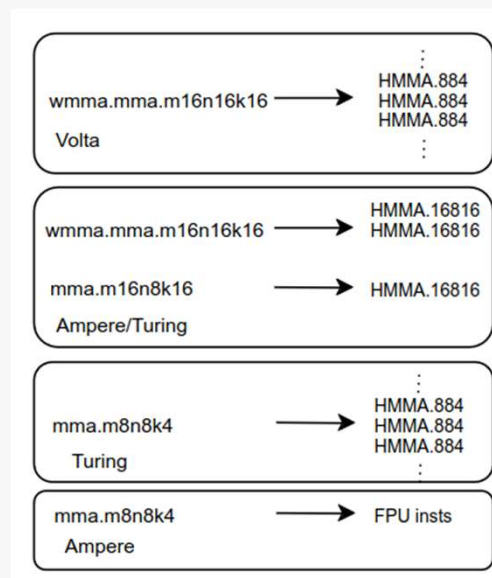 ⋮
wmma.mma.m16n16k16
HMMA.884
HMMA.884
HMMA.884
⋮
Volta
wmma.mma.m16n16k16
HMMA.16816
HMMA.16816
mma.m16n8k16
HMMA.16816
Ampere/Turing
⋮
mma.m8n8k4
HMMA.884
HMMA.884
HMMA.884
⋮
Turing
mma.m8n8k4
FPU insts
Ampere